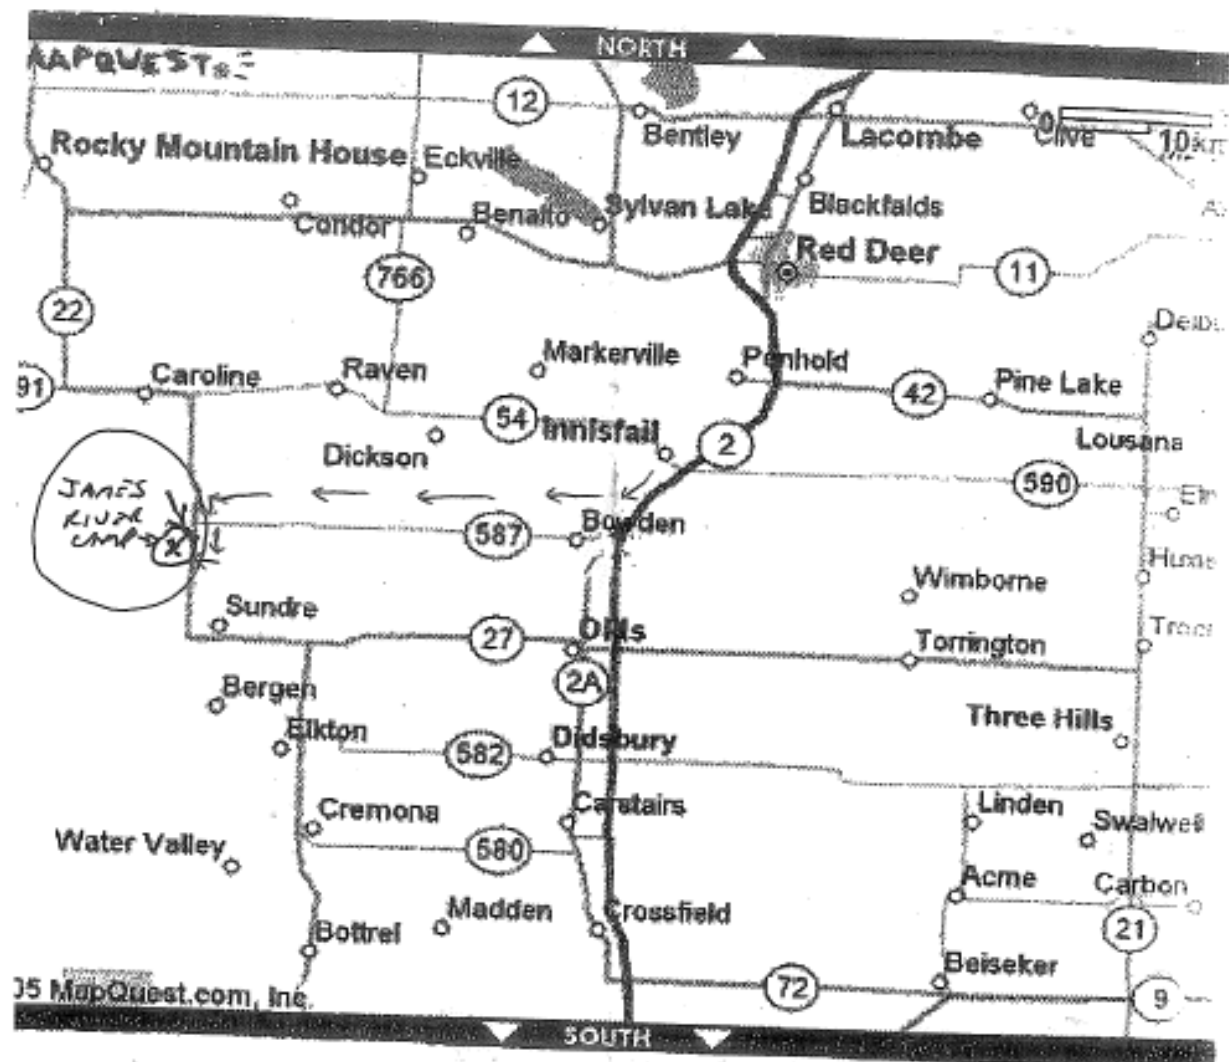 NORTH
MAPQUEST
12
Bentley
Lacombe
Clive
10km
Rocky Mountain House
Eckville
Condor
Benalto
Sylvan Lake
Blackfalds
Red Deer
766
11
22
Markerville
Penhold
Caroline
Raven
Pine Lake
91
42
54
Innisfail
2
Dickson
Lousana
590
JAMES
RIVER
CAMP
X
587
Bowden
Wimborne
Sundre
27
Olds
Torrington
2A
Bergen
Elkton
Three Hills
582
Didsbury
Cremona
Carstairs
Linden
Swalwell
Water Valley
580
Acme
Carbon
Madden
Crossfield
21
Bottrel
Beiseker
05 MapQuest.com, Inc.
72
9
SOUTH